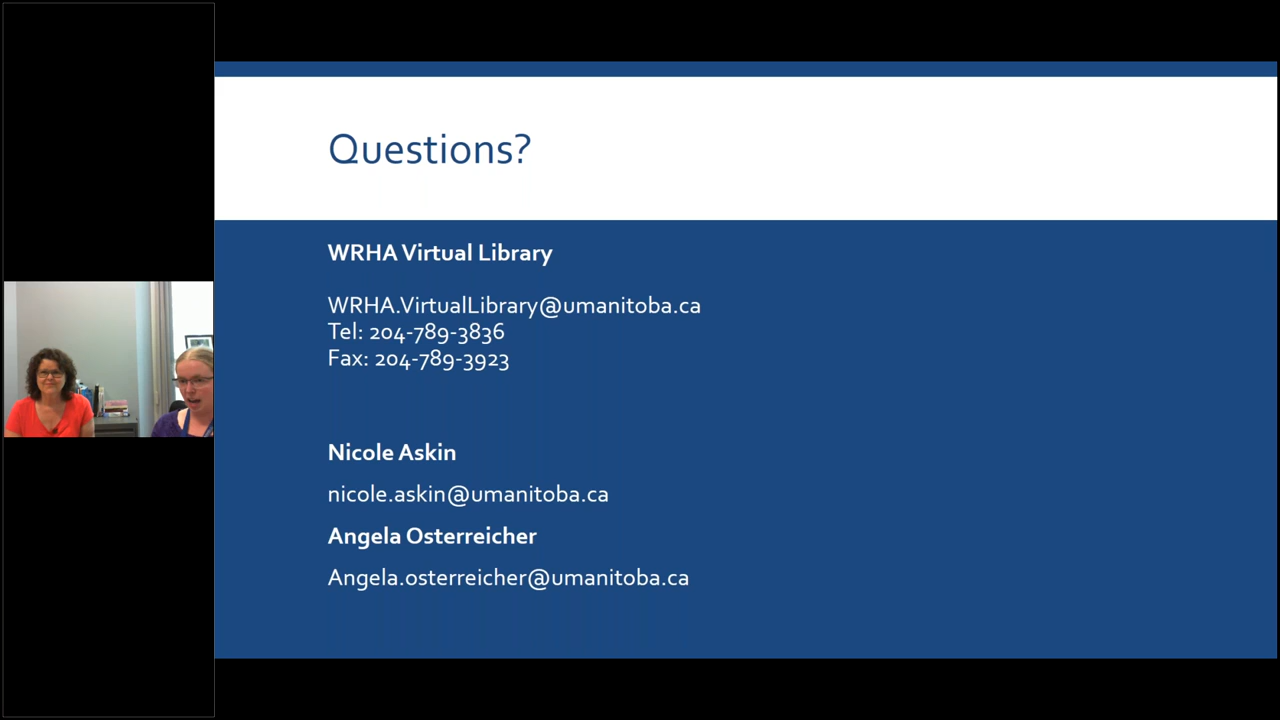 Questions?
WRHA Virtual Library
WRHA.VirtualLibrary@umanitoba.ca
Tel: 204-789-3836
Fax: 204-789-3923
Nicole Askin
nicole.askin@umanitoba.ca
Angela Osterreicher
Angela.osterreicher@umanitoba.ca